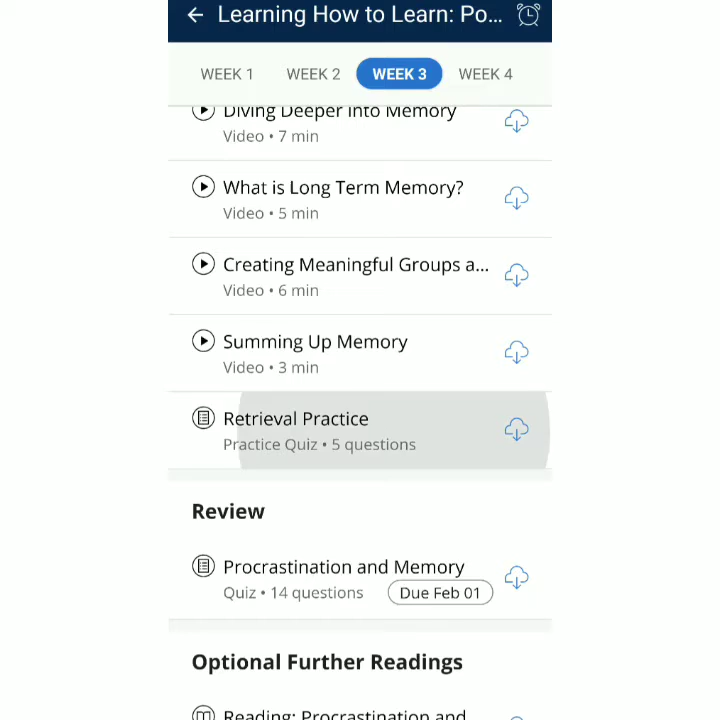 Learning How to Learn: Po...
WEEK 1 WEEK 2 WEEK 3 WEEK 4
Diving Deeper into Memory
Video • 7 min
What is Long Term Memory?
Video • 5 min
Creating Meaningful Groups a...
Video • 6 min
Summing Up Memory
Video • 3 min
Retrieval Practice
Practice Quiz • 5 questions
Review
Procrastination and Memory
Quiz • 14 questions Due Feb 01
Optional Further Readings
Reading: Procrastination and